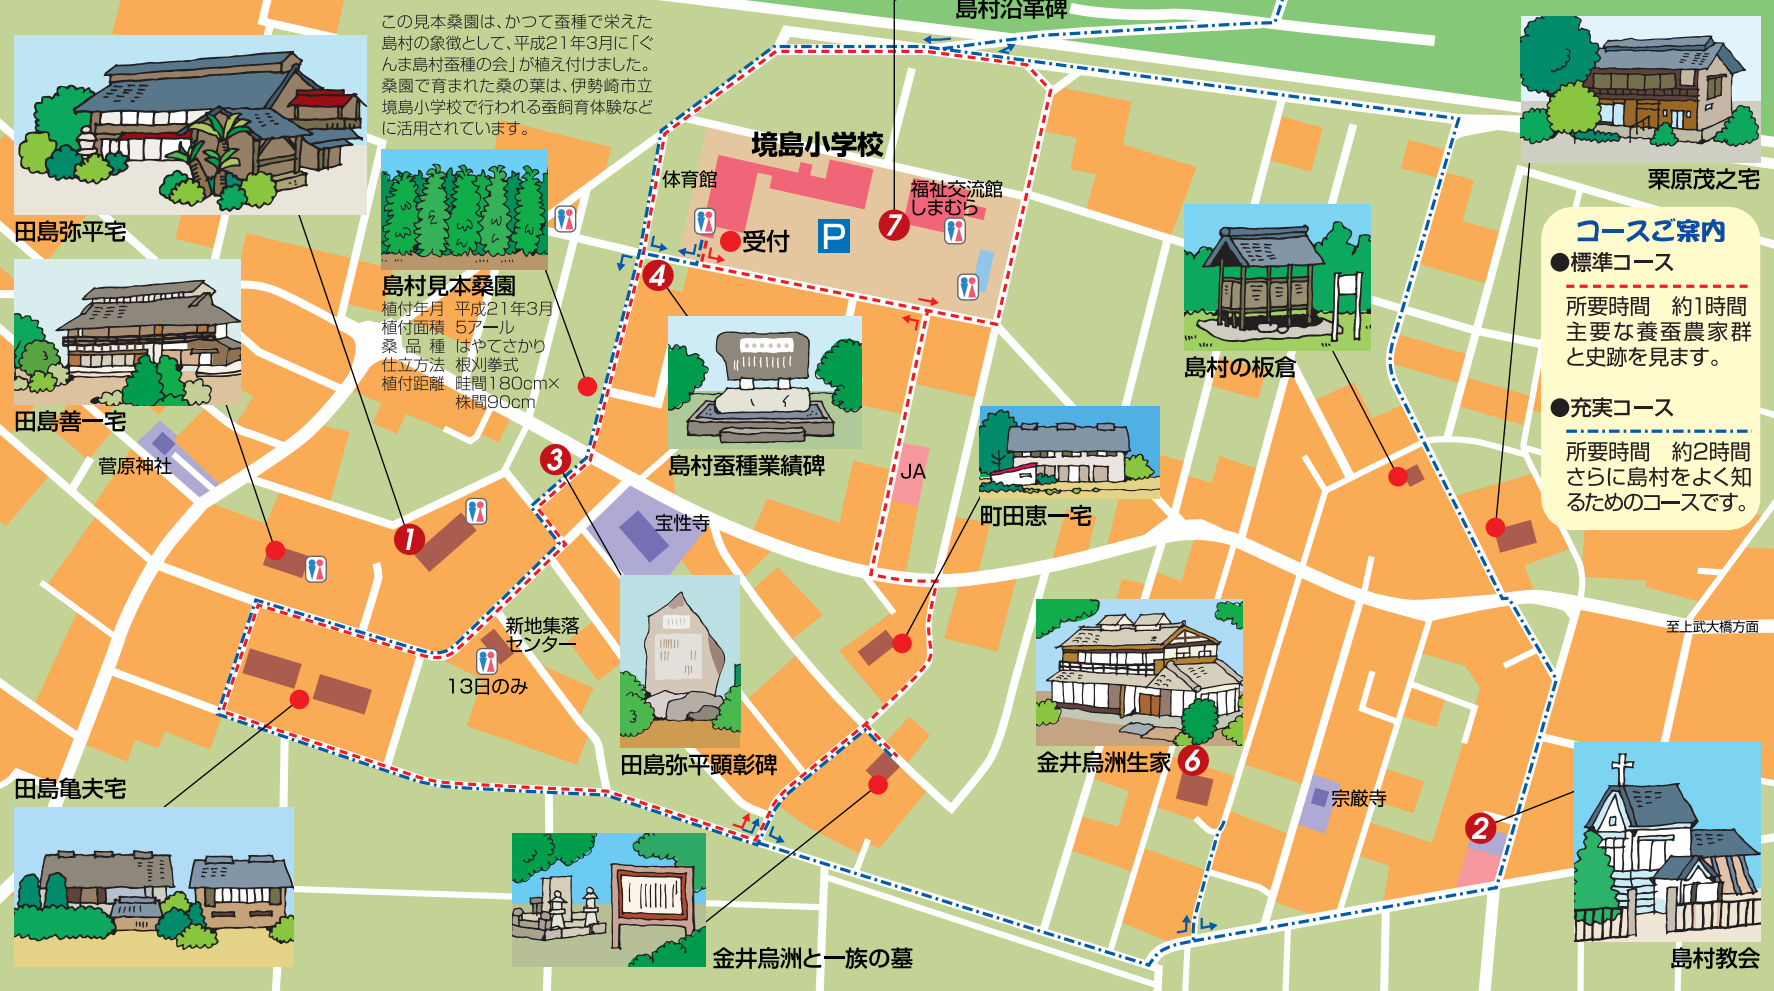 この見本桑園は、かつて蚕種で栄えた
島村の象徴として、平成21年3月に「ぐ
んま島村蚕種の会」が植え付けました。
桑園で育まれた桑の葉は、伊勢崎市立
境島小学校で行われる蚕飼育体験など
に活用されています。
島村沿革碑
田島弥平宅
島村見本桑園
植付年月 平成21年3月
植付面積 5アール
桑品種 はやてさかり
仕立方法 根刈拳式
植付距離 畦間180cm×
株間90cm
境島小学校
体育館
福祉交流館
しまむら
受付
P
7
4
栗原茂之宅
コースご案内
●標準コース
所要時間 約1時間
主要な養蚕農家群
と史跡を見ます。
●充実コース
所要時間 約2時間
さらに島村をよく知
るためのコースです。
島村の板倉
田島善一宅
菅原神社
3
島村蚕種業績碑
JA
町田恵一宅
宝性寺
1
新地集落
センター
13日のみ
至上武大橋方面
田島弥平顕彰碑
金井烏洲生家
6
宗厳寺
2
田島亀夫宅
金井烏洲と一族の墓
島村教会